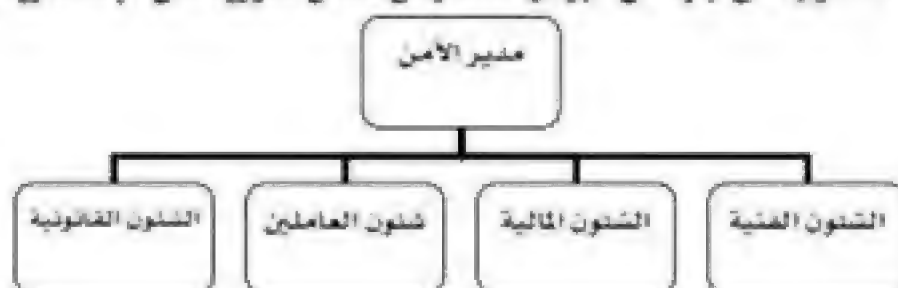 مدير الأمن
الشئون الفنية
الشئون المالية
شئون العاملين
الشئون القانونية